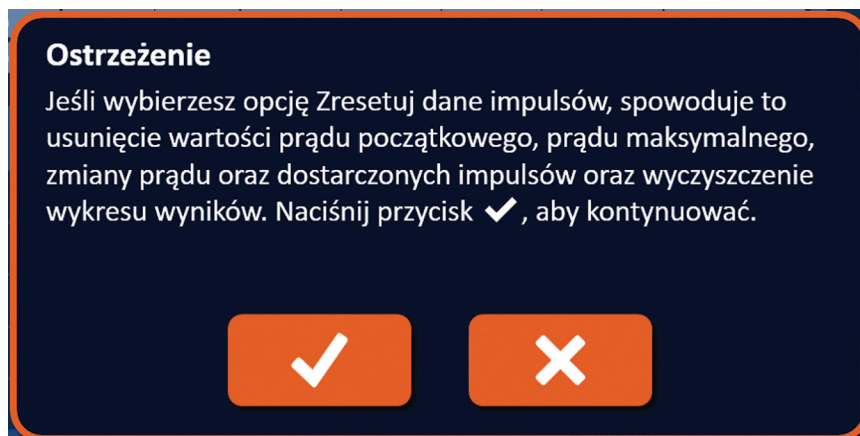 Ostrzeżenie
Jeśli wybierzesz opcję Zresetuj dane impulsów, spowoduje to
usunięcie wartości prądu początkowego, prądu maksymalnego,
zmiany prądu oraz dostarczonych impulsów oraz wyczyszczenie
wykresu wyników. Naciśnij przycisk ✔, aby kontynuować.